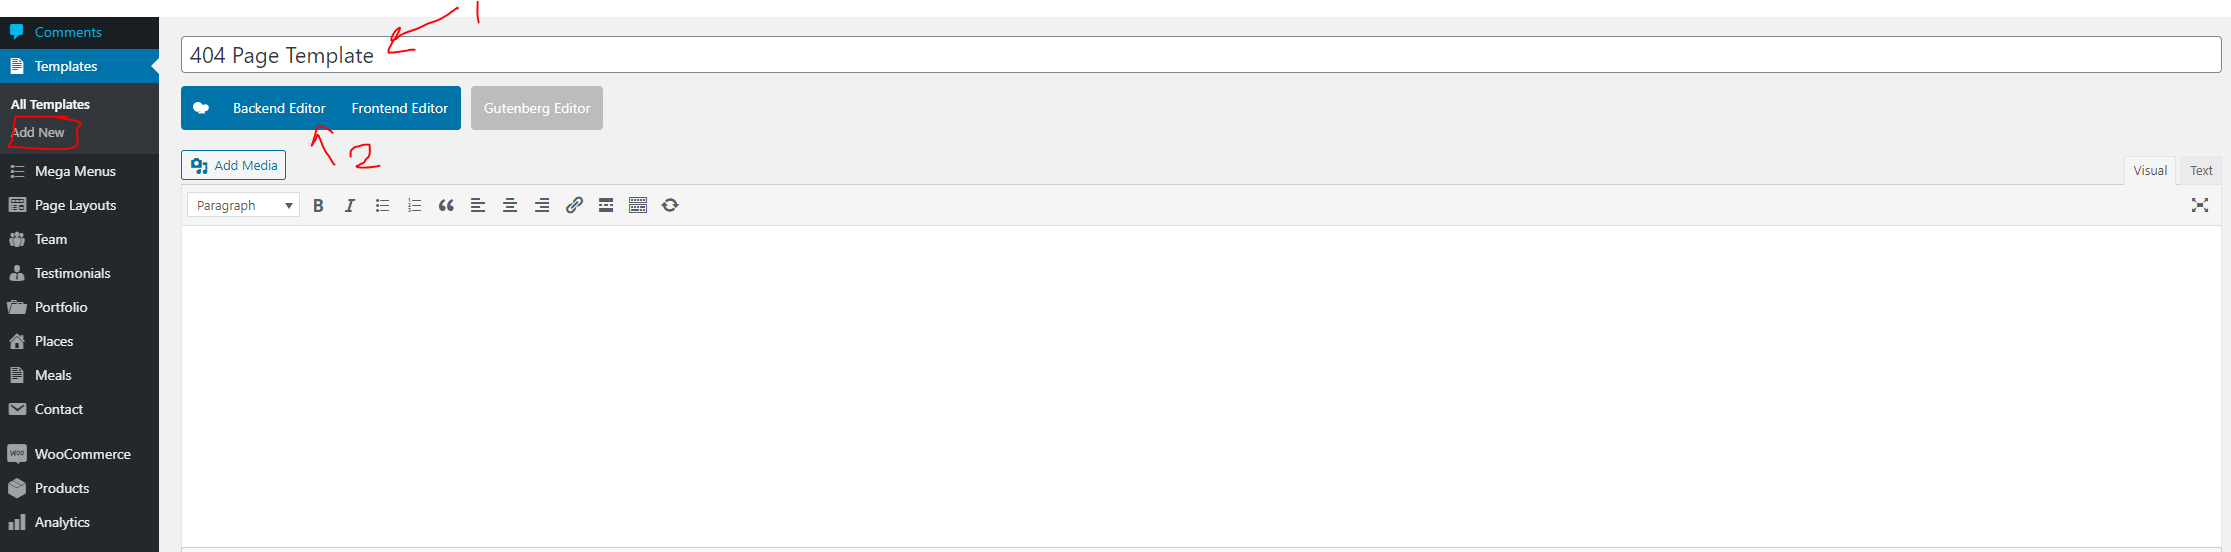 1
Comments
Templates
All Templates
Add New
Mega Menus
Page Layouts
Team
Testimonials
Portfolio
Places
Meals
Contact
WOO WooCommerce
Products
Analytics
404 Page Template
Backend Editor Frontend Editor Gutenberg Editor
2
Add Media
Visual Text
Paragraph B I